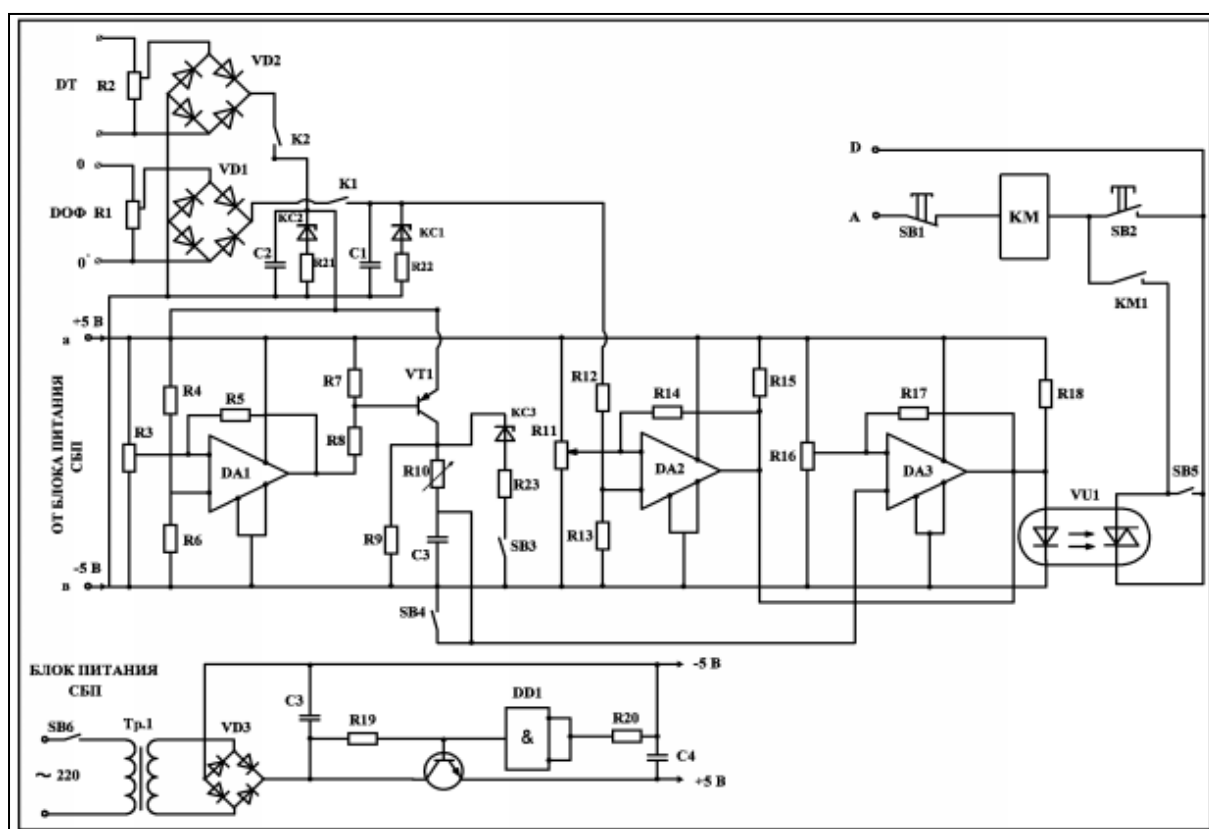 VD2
DT R2
K2
D
0
VD1
K1
DОФ R1
KC2
KC1
A
SB1
KM
SB2
C2
R21
C1
R22
0
KM1
+5 В
а
R4
R5
R7
VT1
R12
R14
R15
R17
R18
KC3
R3
R8
R11
DA1
R10
R23
DA2
R16
DA3
SB5
VU1
R6
R9
C3
SB3
R13
-5 В
в
ОТ БЛОКА ПИТАНИЯ
СБП
SB4
БЛОК ПИТАНИЯ
СБП
-5 В
C3
DD1
SB6
Тр.1
VD3
R19
&
R20
C4
~ 220
+5 В